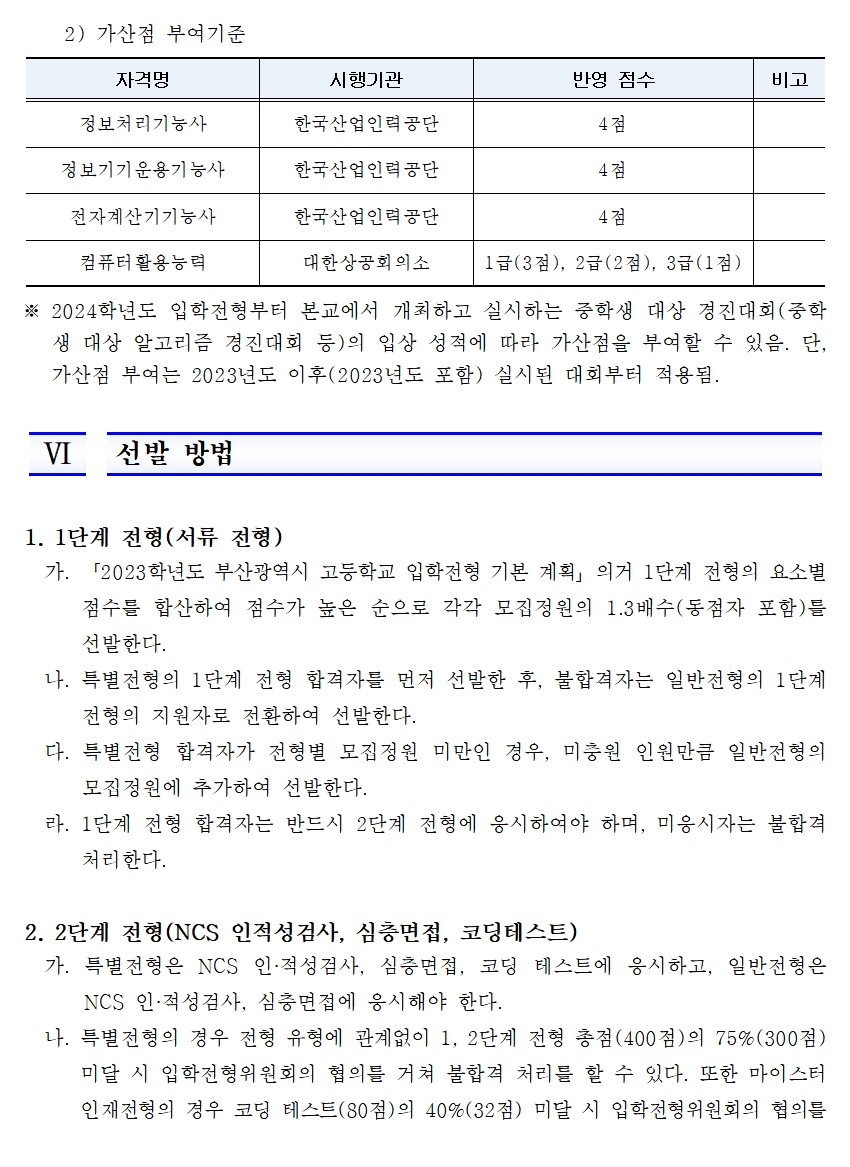 2) 가산점 부여기준
자격명 시행기관 반영 점수 비고
정보처리기능사 한국산업인력공단 4점
정보기기운용기능사 한국산업인력공단 4점
전자계산기기능사 한국산업인력공단 4점
컴퓨터활용능력 대한상공회의소 1급(3점), 2급(2점), 3급(1점)
※ 2024학년도 입학전형부터 본교에서 개최하고 실시하는 중학생 대상 경진대회(중학
생 대상 알고리즘 경진대회 등)의 입상 성적에 따라 가산점을 부여할 수 있음. 단,
가산점 부여는 2023년도 이후(2023년도 포함) 실시된 대회부터 적용됨.
Ⅵ 선발 방법
1. 1단계 전형(서류 전형)
가. 「2023학년도 부산광역시 고등학교 입학전형 기본 계획」의거 1단계 전형의 요소별
점수를 합산하여 점수가 높은 순으로 각각 모집정원의 1.3배수(동점자 포함)를
선발한다.
나. 특별전형의 1단계 전형 합격자를 먼저 선발한 후, 불합격자는 일반전형의 1단계
전형의 지원자로 전환하여 선발한다.
다. 특별전형 합격자가 전형별 모집정원 미만인 경우, 미충원 인원만큼 일반전형의
모집정원에 추가하여 선발한다.
라. 1단계 전형 합격자는 반드시 2단계 전형에 응시하여야 하며, 미응시자는 불합격
처리한다.
2. 2단계 전형(NCS 인적성검사, 심층면접, 코딩테스트)
가. 특별전형은 NCS 인·적성검사, 심층면접, 코딩 테스트에 응시하고, 일반전형은
NCS 인·적성검사, 심층면접에 응시해야 한다.
나. 특별전형의 경우 전형 유형에 관계없이 1, 2단계 전형 총점(400점)의 75%(300점)
미달 시 입학전형위원회의 협의를 거쳐 불합격 처리를 할 수 있다. 또한 마이스터
인재전형의 경우 코딩 테스트(80점)의 40%(32점) 미달 시 입학전형위원회의 협의를